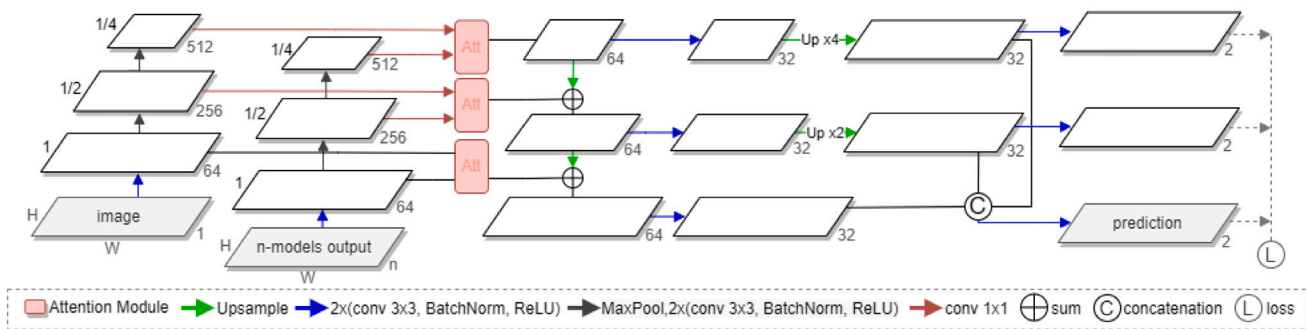 1/4
512
1/4
512
Att
64
32
Up x4
32
2
1/2
256
1/2
256
Att
1
64
64
32
Up x2
32
2
Att
1
64
H
image
W
1
H
n-models output
W
n
64
32
C
prediction
2
L
Attention Module
Upsample
2x(conv 3x3, BatchNorm, ReLU)
MaxPool,2x(conv 3x3, BatchNorm, ReLU)
conv 1x1
sum
C
concatenation
L
loss